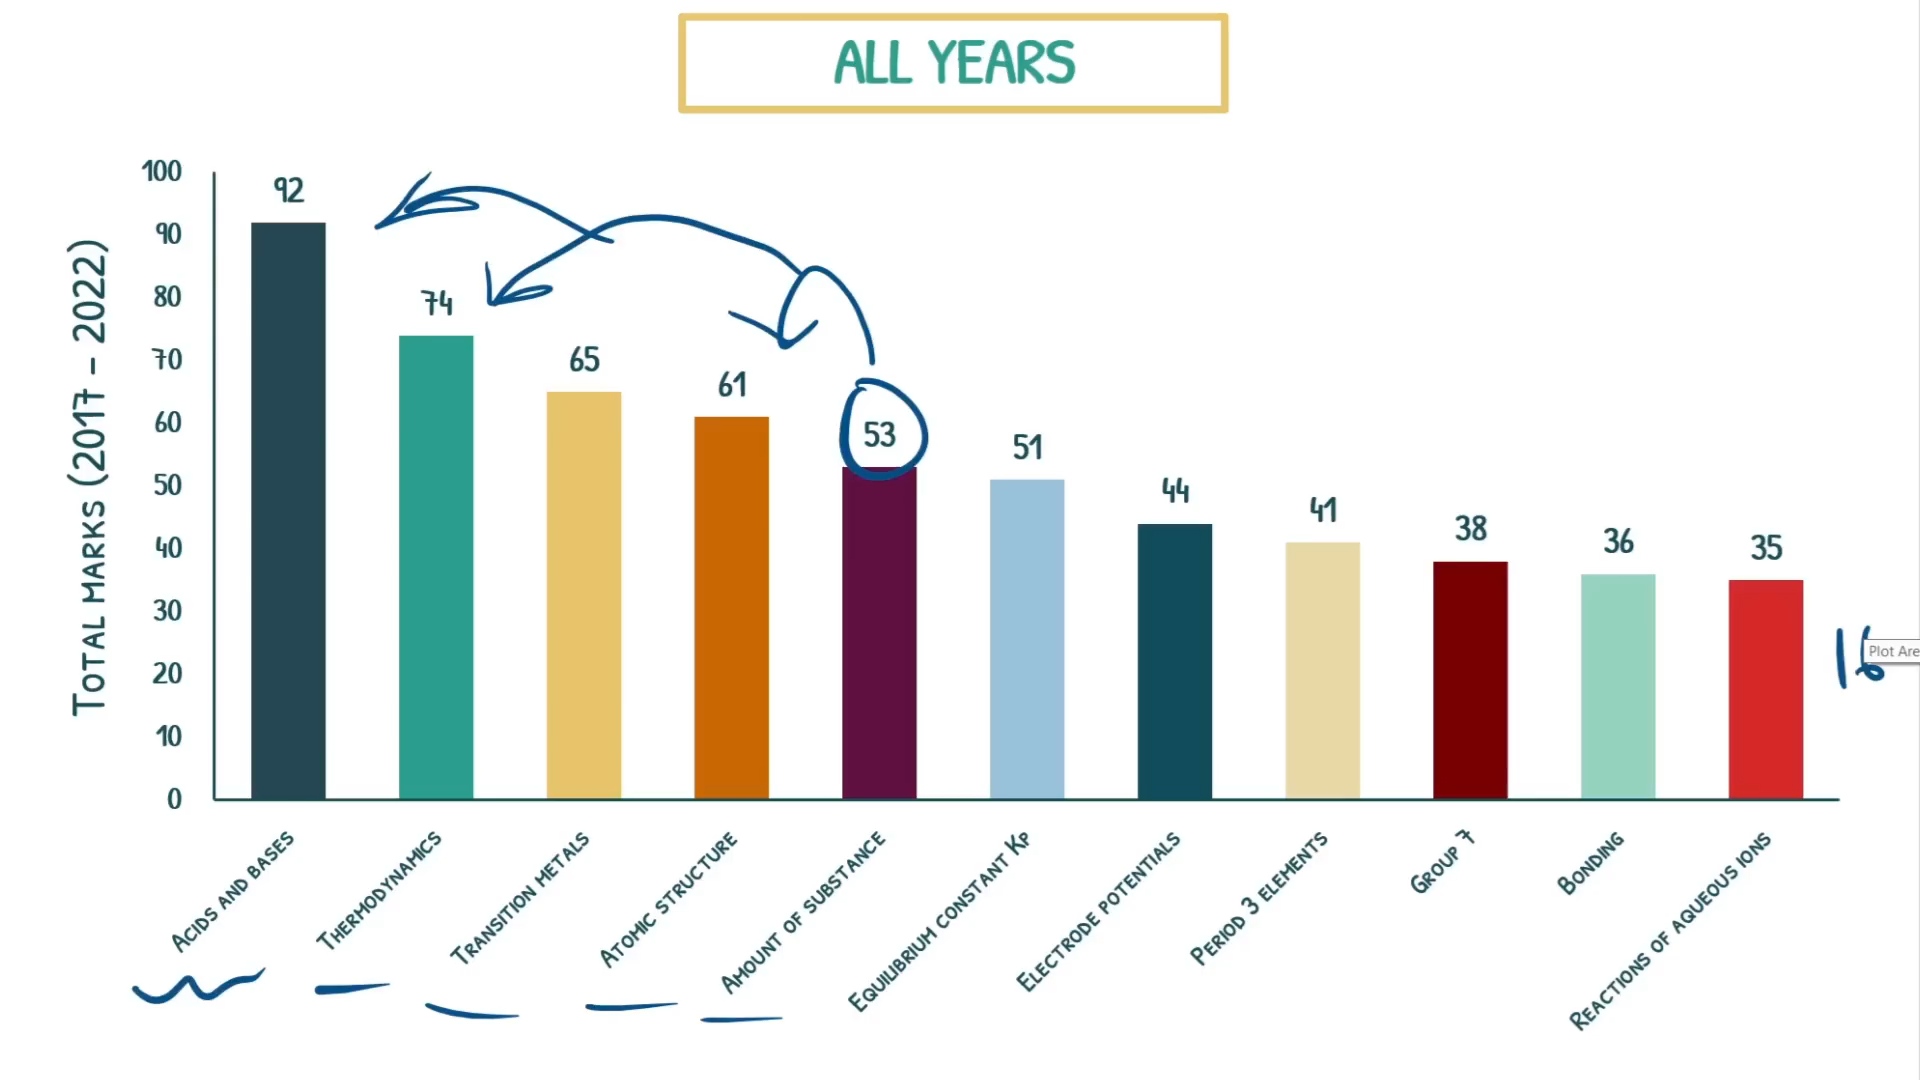 ALL YEARS
TOTAL MARKS (2017 – 2022)
100
90
80
70
60
50
40
30
20
10
0
92
74
65
61
53
51
44
41
38
36
35
ACIDS AND BASES
THERMODYNAMICS
TRANSITION METALS
ATOMIC STRUCTURE
AMOUNT OF SUBSTANCE
EQUILIBRIUM CONSTANT KP
ELECTRODE POTENTIALS
PERIOD 3 ELEMENTS
GROUP 7
BONDING
REACTIONS OF AQUEOUS IONS
16
Plot Are